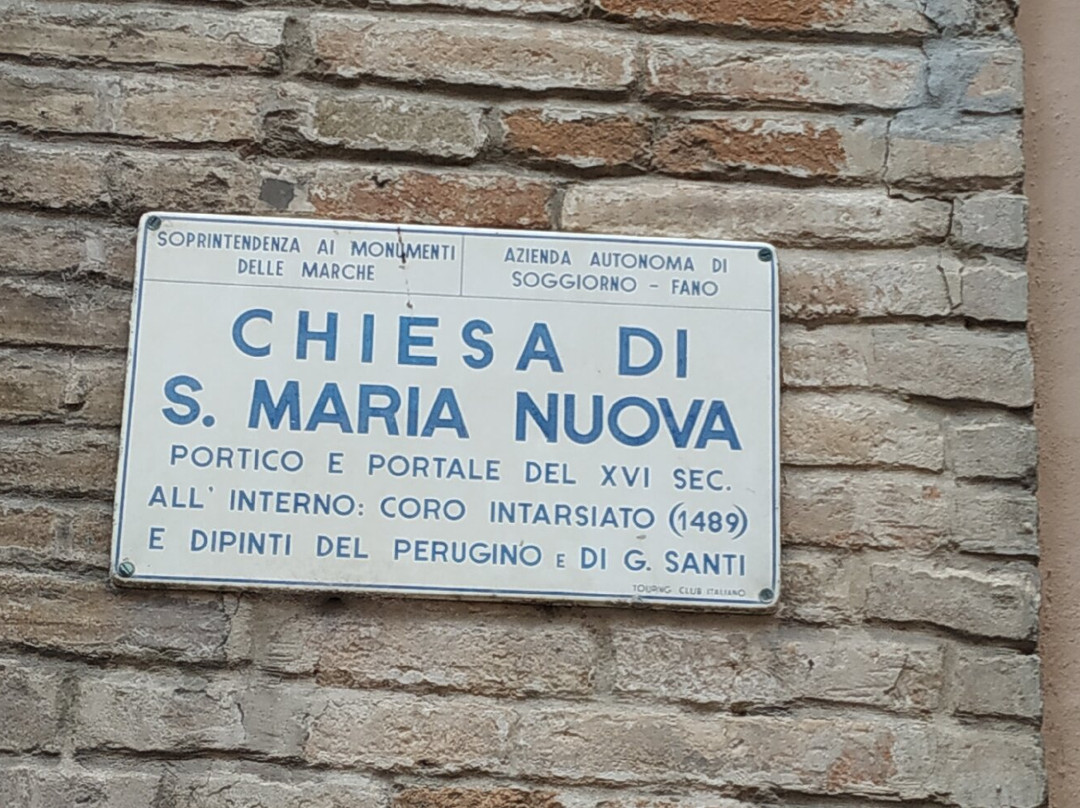 SOPRINTENDENZA AI MONUMENTI
DELLE MARCHE
AZIENDA AUTONOMA DI
SOGGIORNO - FANO
CHIESA DI
S. MARIA NUOVA
PORTICO E PORTALE DEL XVI SEC.
ALL' INTERNO: CORO INTARSIATO (1489)
E DIPINTI DEL PERUGINO E DI G. SANTI
TOURING CLUB ITALIANO